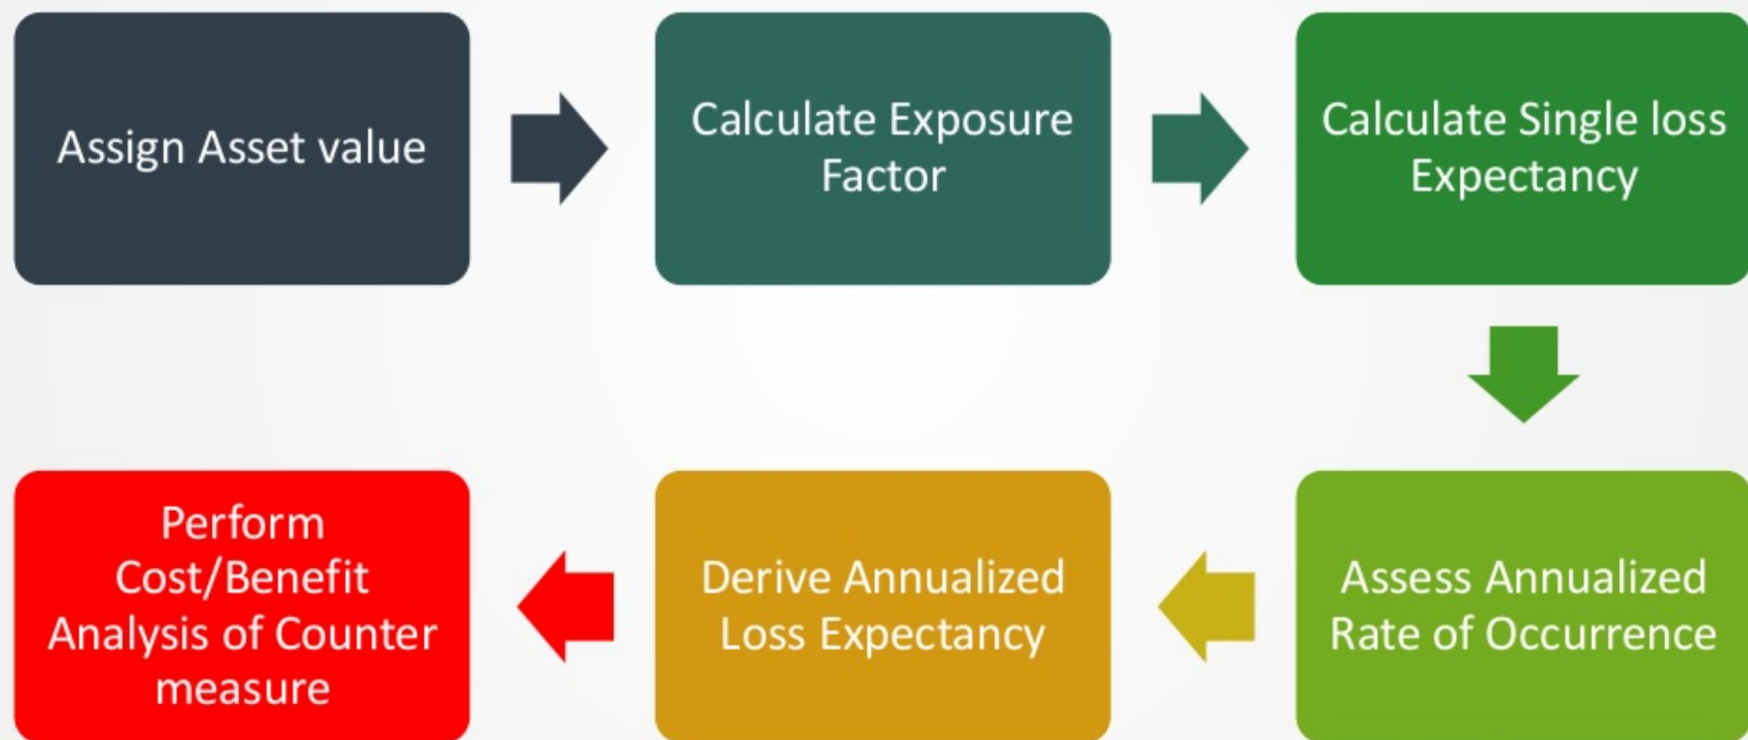 Assign Asset value
Calculate Exposure
Factor
Calculate Single loss
Expectancy
Assess Annualized
Rate of Occurrence
Derive Annualized
Loss Expectancy
Perform
Cost/Benefit
Analysis of Counter
measure